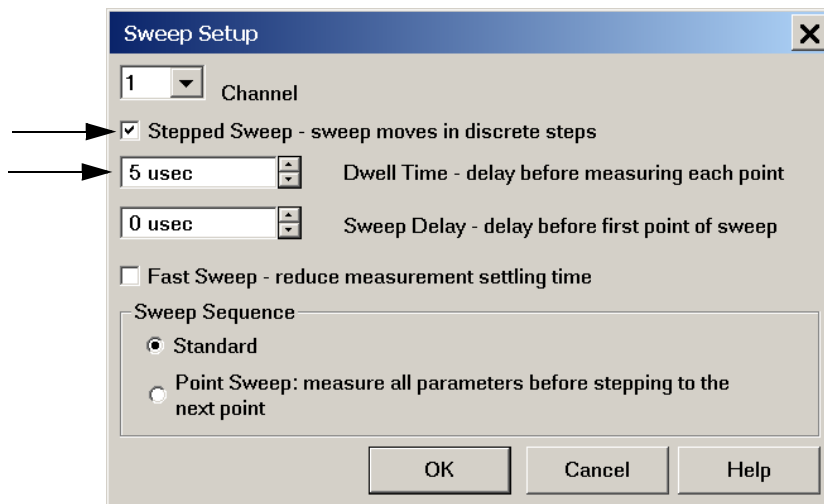 Sweep Setup
1 Channel
Stepped Sweep - sweep moves in discrete steps
5 usec Dwell Time - delay before measuring each point
0 usec Sweep Delay - delay before first point of sweep
Fast Sweep - reduce measurement settling time
Sweep Sequence
Standard
Point Sweep: measure all parameters before stepping to the
next point
OK Cancel Help